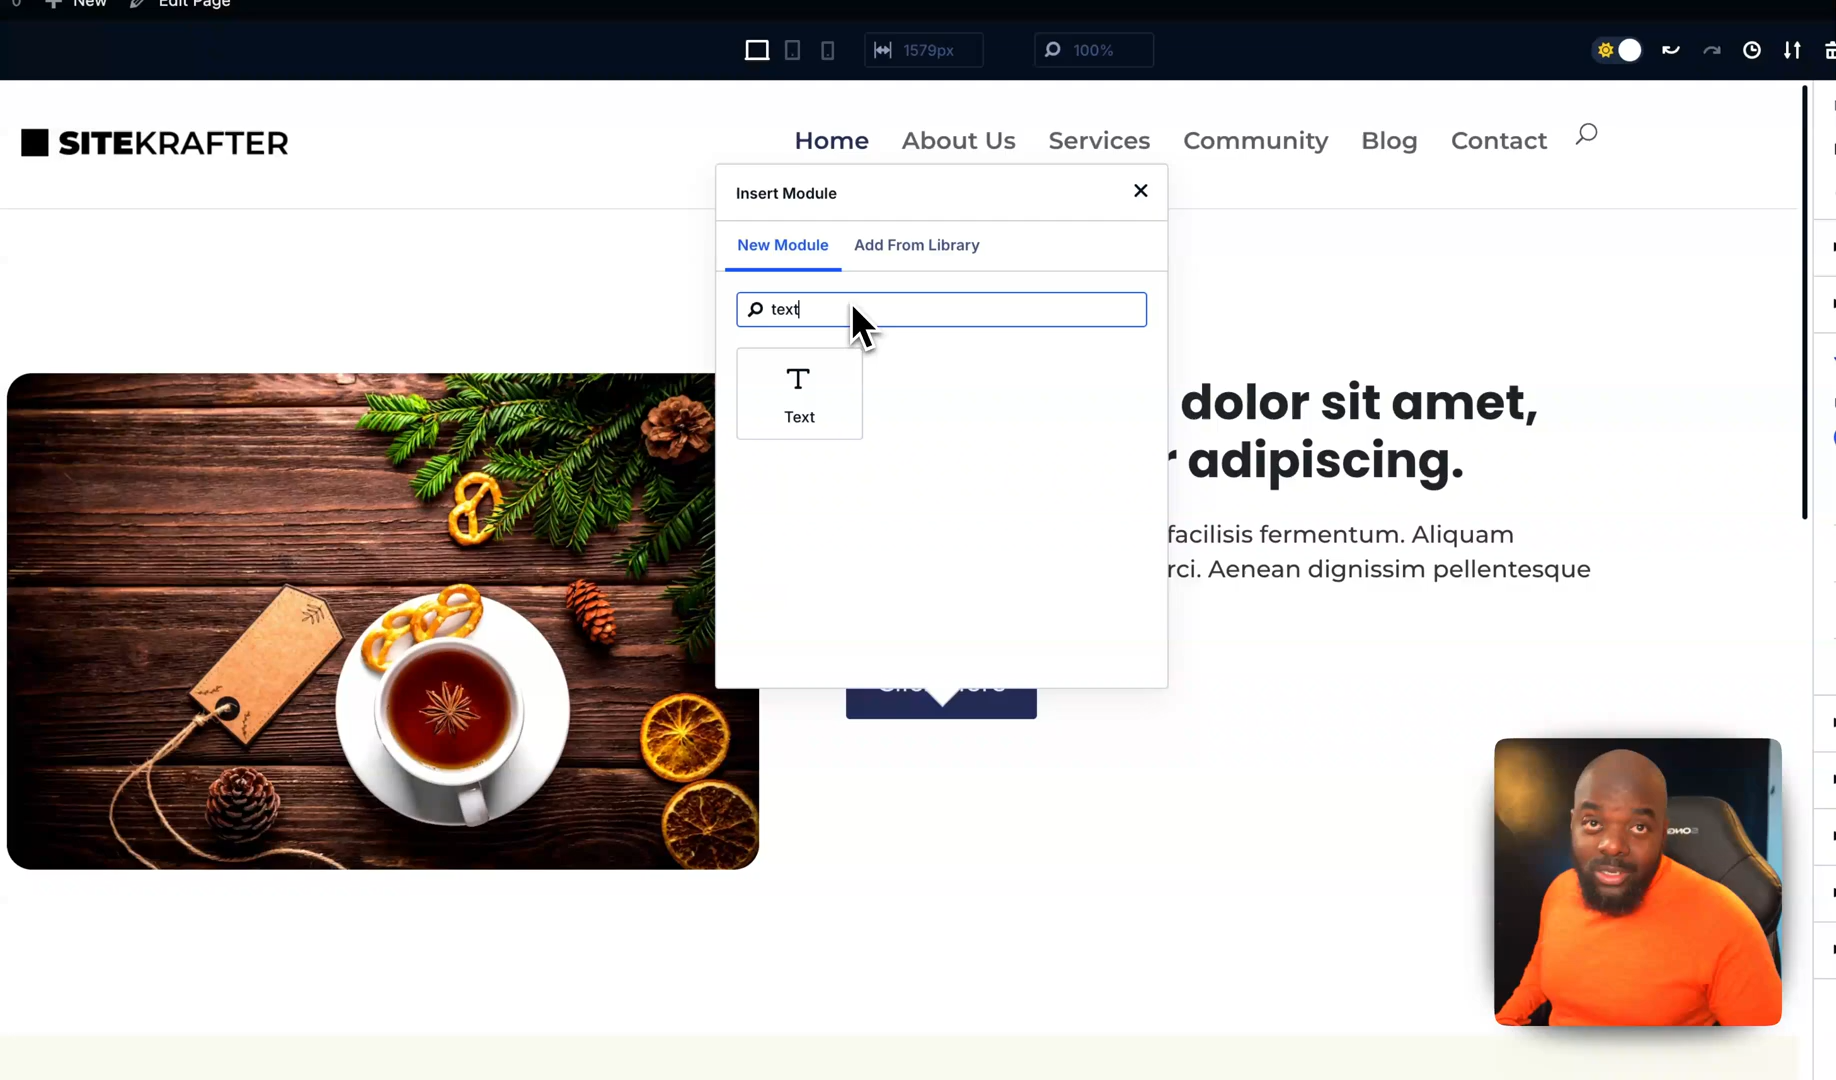 New Edit Page
1579px 100%
SITEKRAFTER
Home About Us Services Community Blog Contact
Insert Module
New Module Add From Library
text
Text
dolor sit amet,
adipiscing.
facilisis fermentum. Aliquam
rci. Aenean dignissim pellentesque